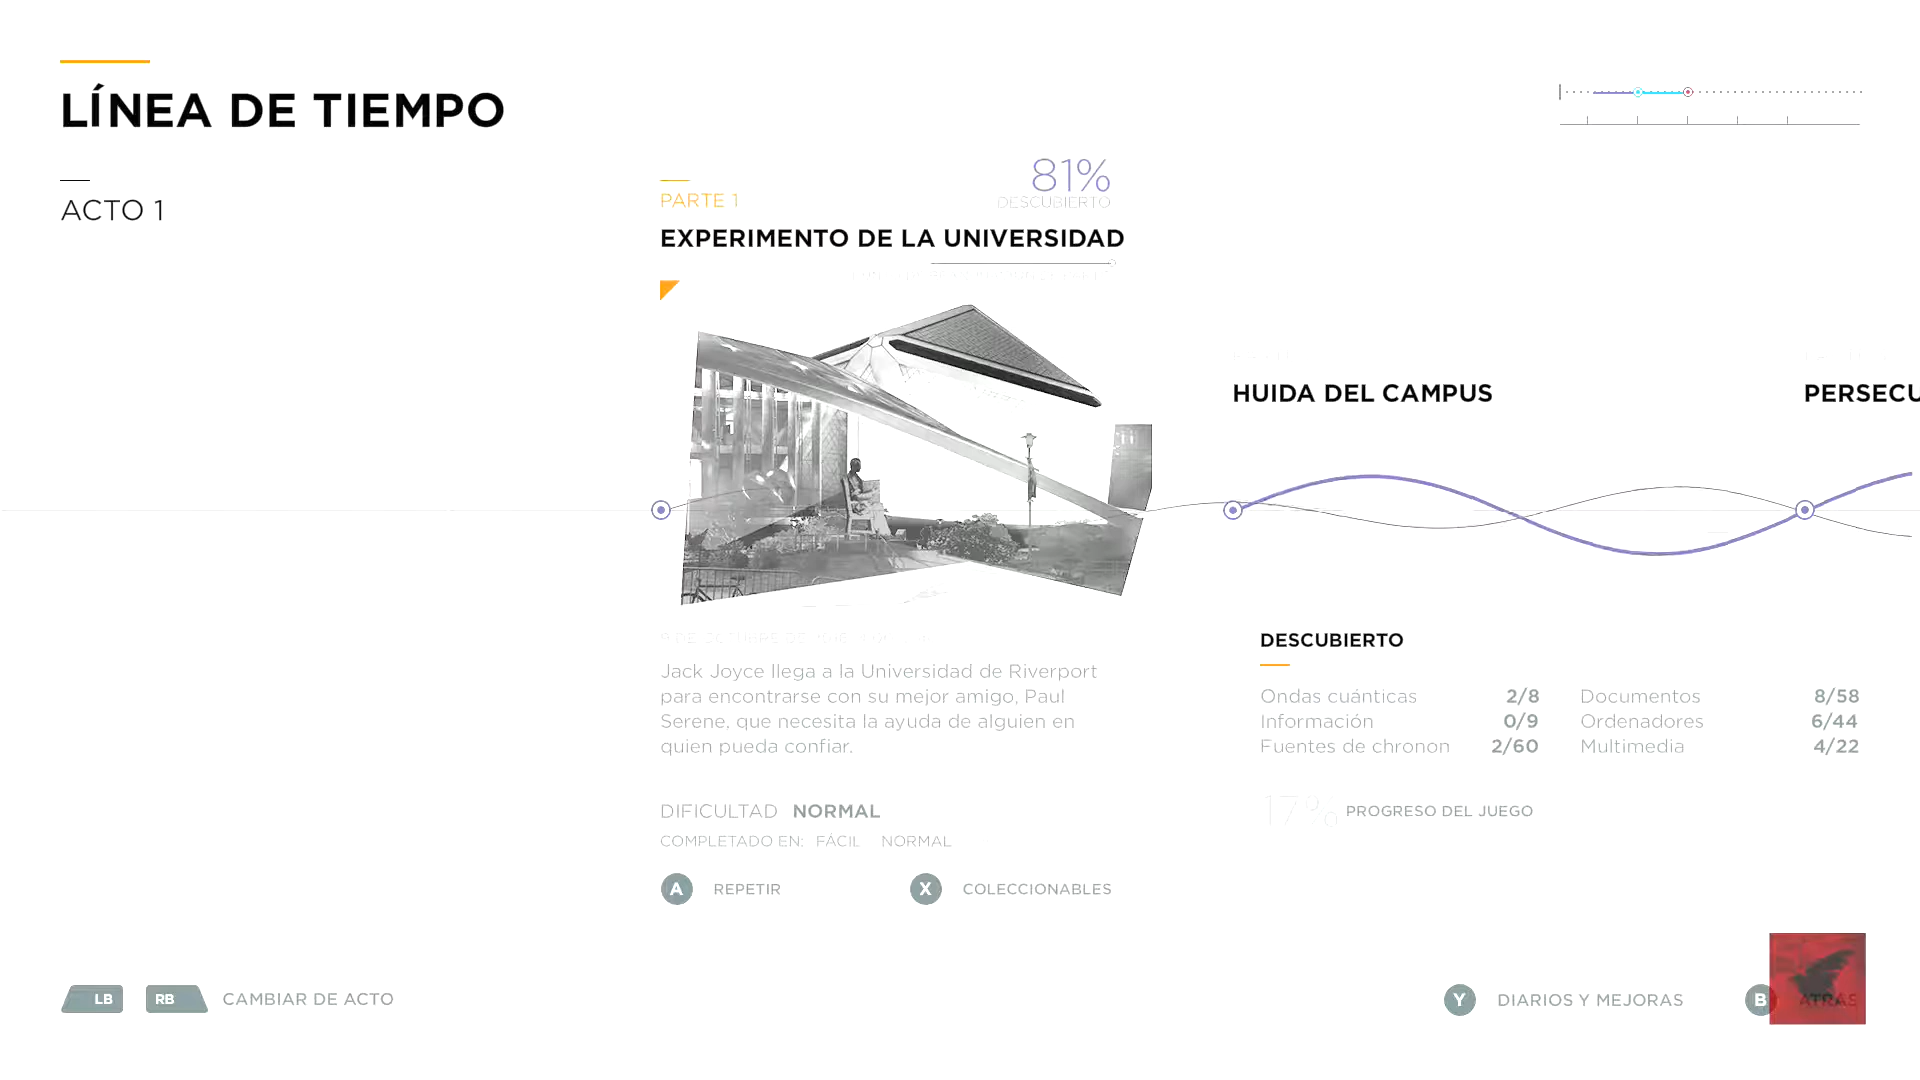 LÍNEA DE TIEMPO
ACTO 1
PARTE 1
81%
DESCUBIERTO
EXPERIMENTO DE LA UNIVERSIDAD
HUIDA DEL CAMPUS
PERSECU
Jack Joyce llega a la Universidad de Riverport
para encontrarse con su mejor amigo, Paul
Serene, que necesita la ayuda de alguien en
quien pueda confiar.
DIFICULTAD NORMAL
COMPLETADO EN: FÁCIL NORMAL
A REPETIR
X COLECCIONABLES
DESCUBIERTO
Ondas cuánticas 2/8
Información 0/9
Fuentes de chronon 2/60
Documentos 8/58
Ordenadores 6/44
Multimedia 4/22
17% PROGRESO DEL JUEGO
LB RB CAMBIAR DE ACTO
Y DIARIOS Y MEJORAS
B ATRÁS